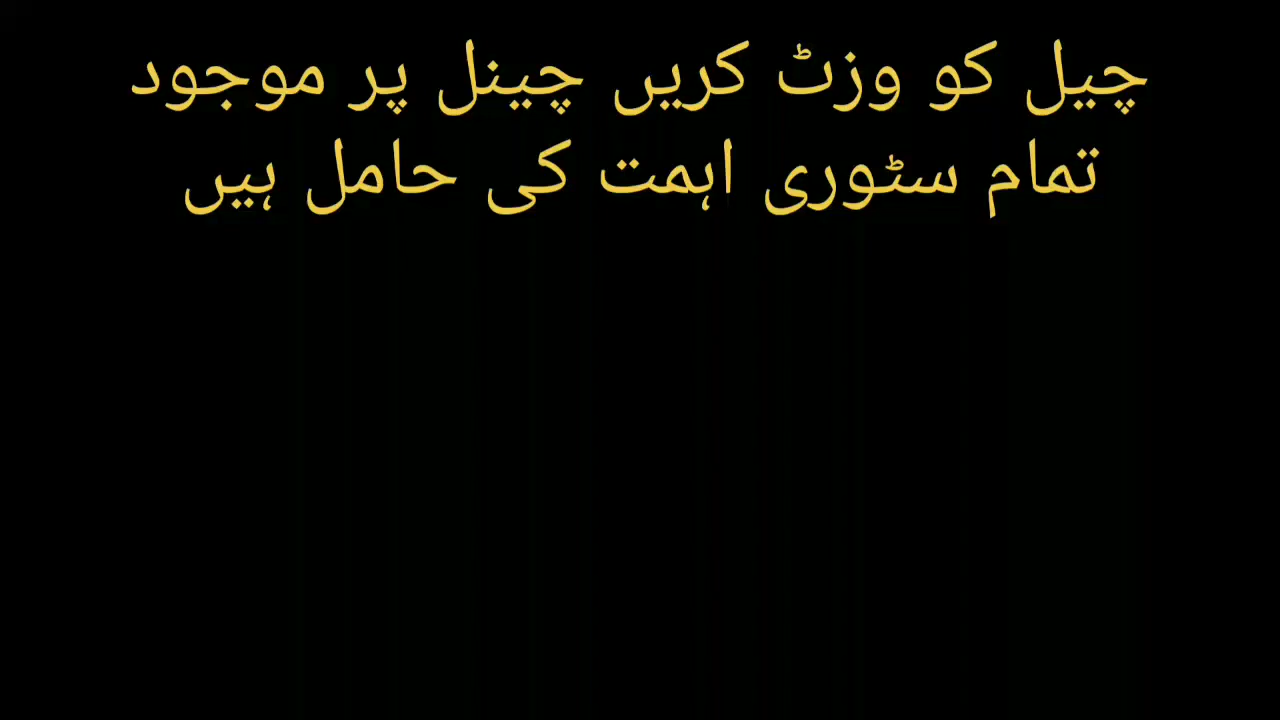 چیل کو وزٹ کریں چینل پر موجود
تمام سٹوری اہمت کی حامل ہیں